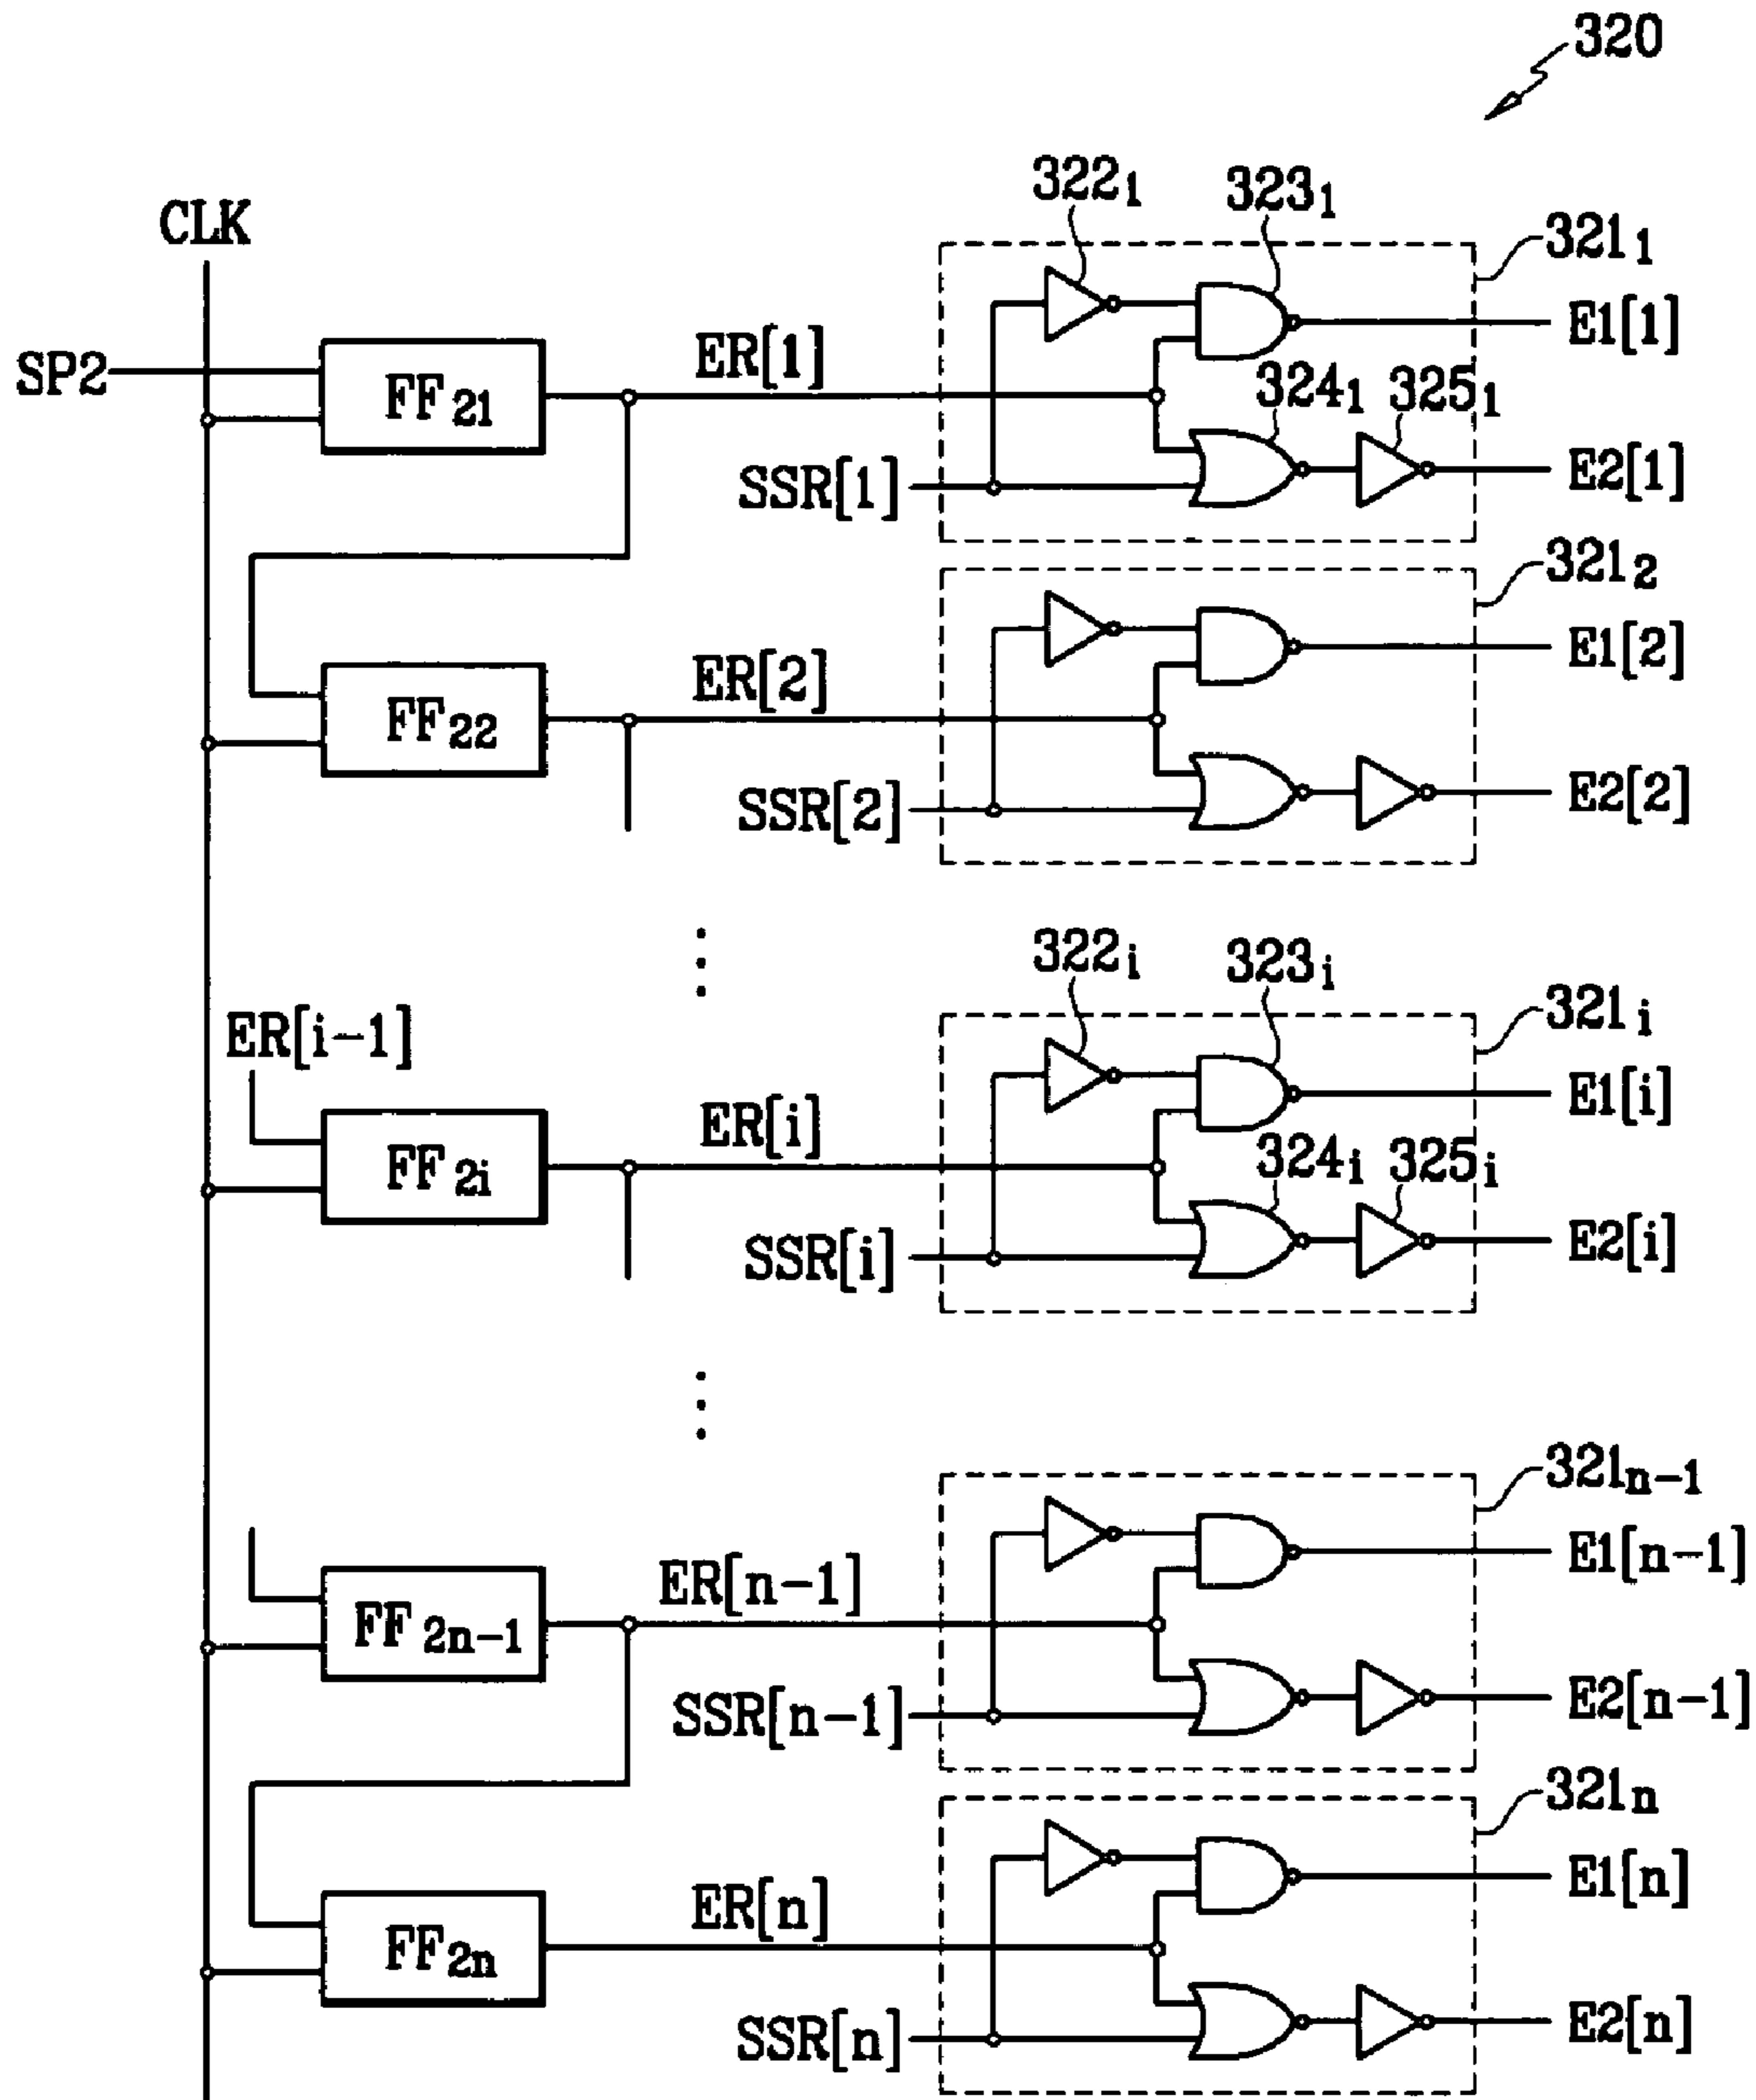 320
322₁ 323₁
CLK 321₁
E1[1]
SP2 FF₂₁ ER[1]
324₁ 325₁
SSR[1] E2[1]
321₂
E1[2]
FF₂₂ ER[2]
SSR[2] E2[2]
⋮
322ᵢ 323ᵢ
ER[i-1] 321ᵢ
E1[i]
FF₂ᵢ ER[i]
324ᵢ 325ᵢ
SSR[i] E2[i]
⋮
321ₙ₋₁
E1[n-1]
FF₂ₙ₋₁ ER[n-1]
SSR[n-1] E2[n-1]
321ₙ
E1[n]
FF₂ₙ ER[n]
SSR[n] E2[n]